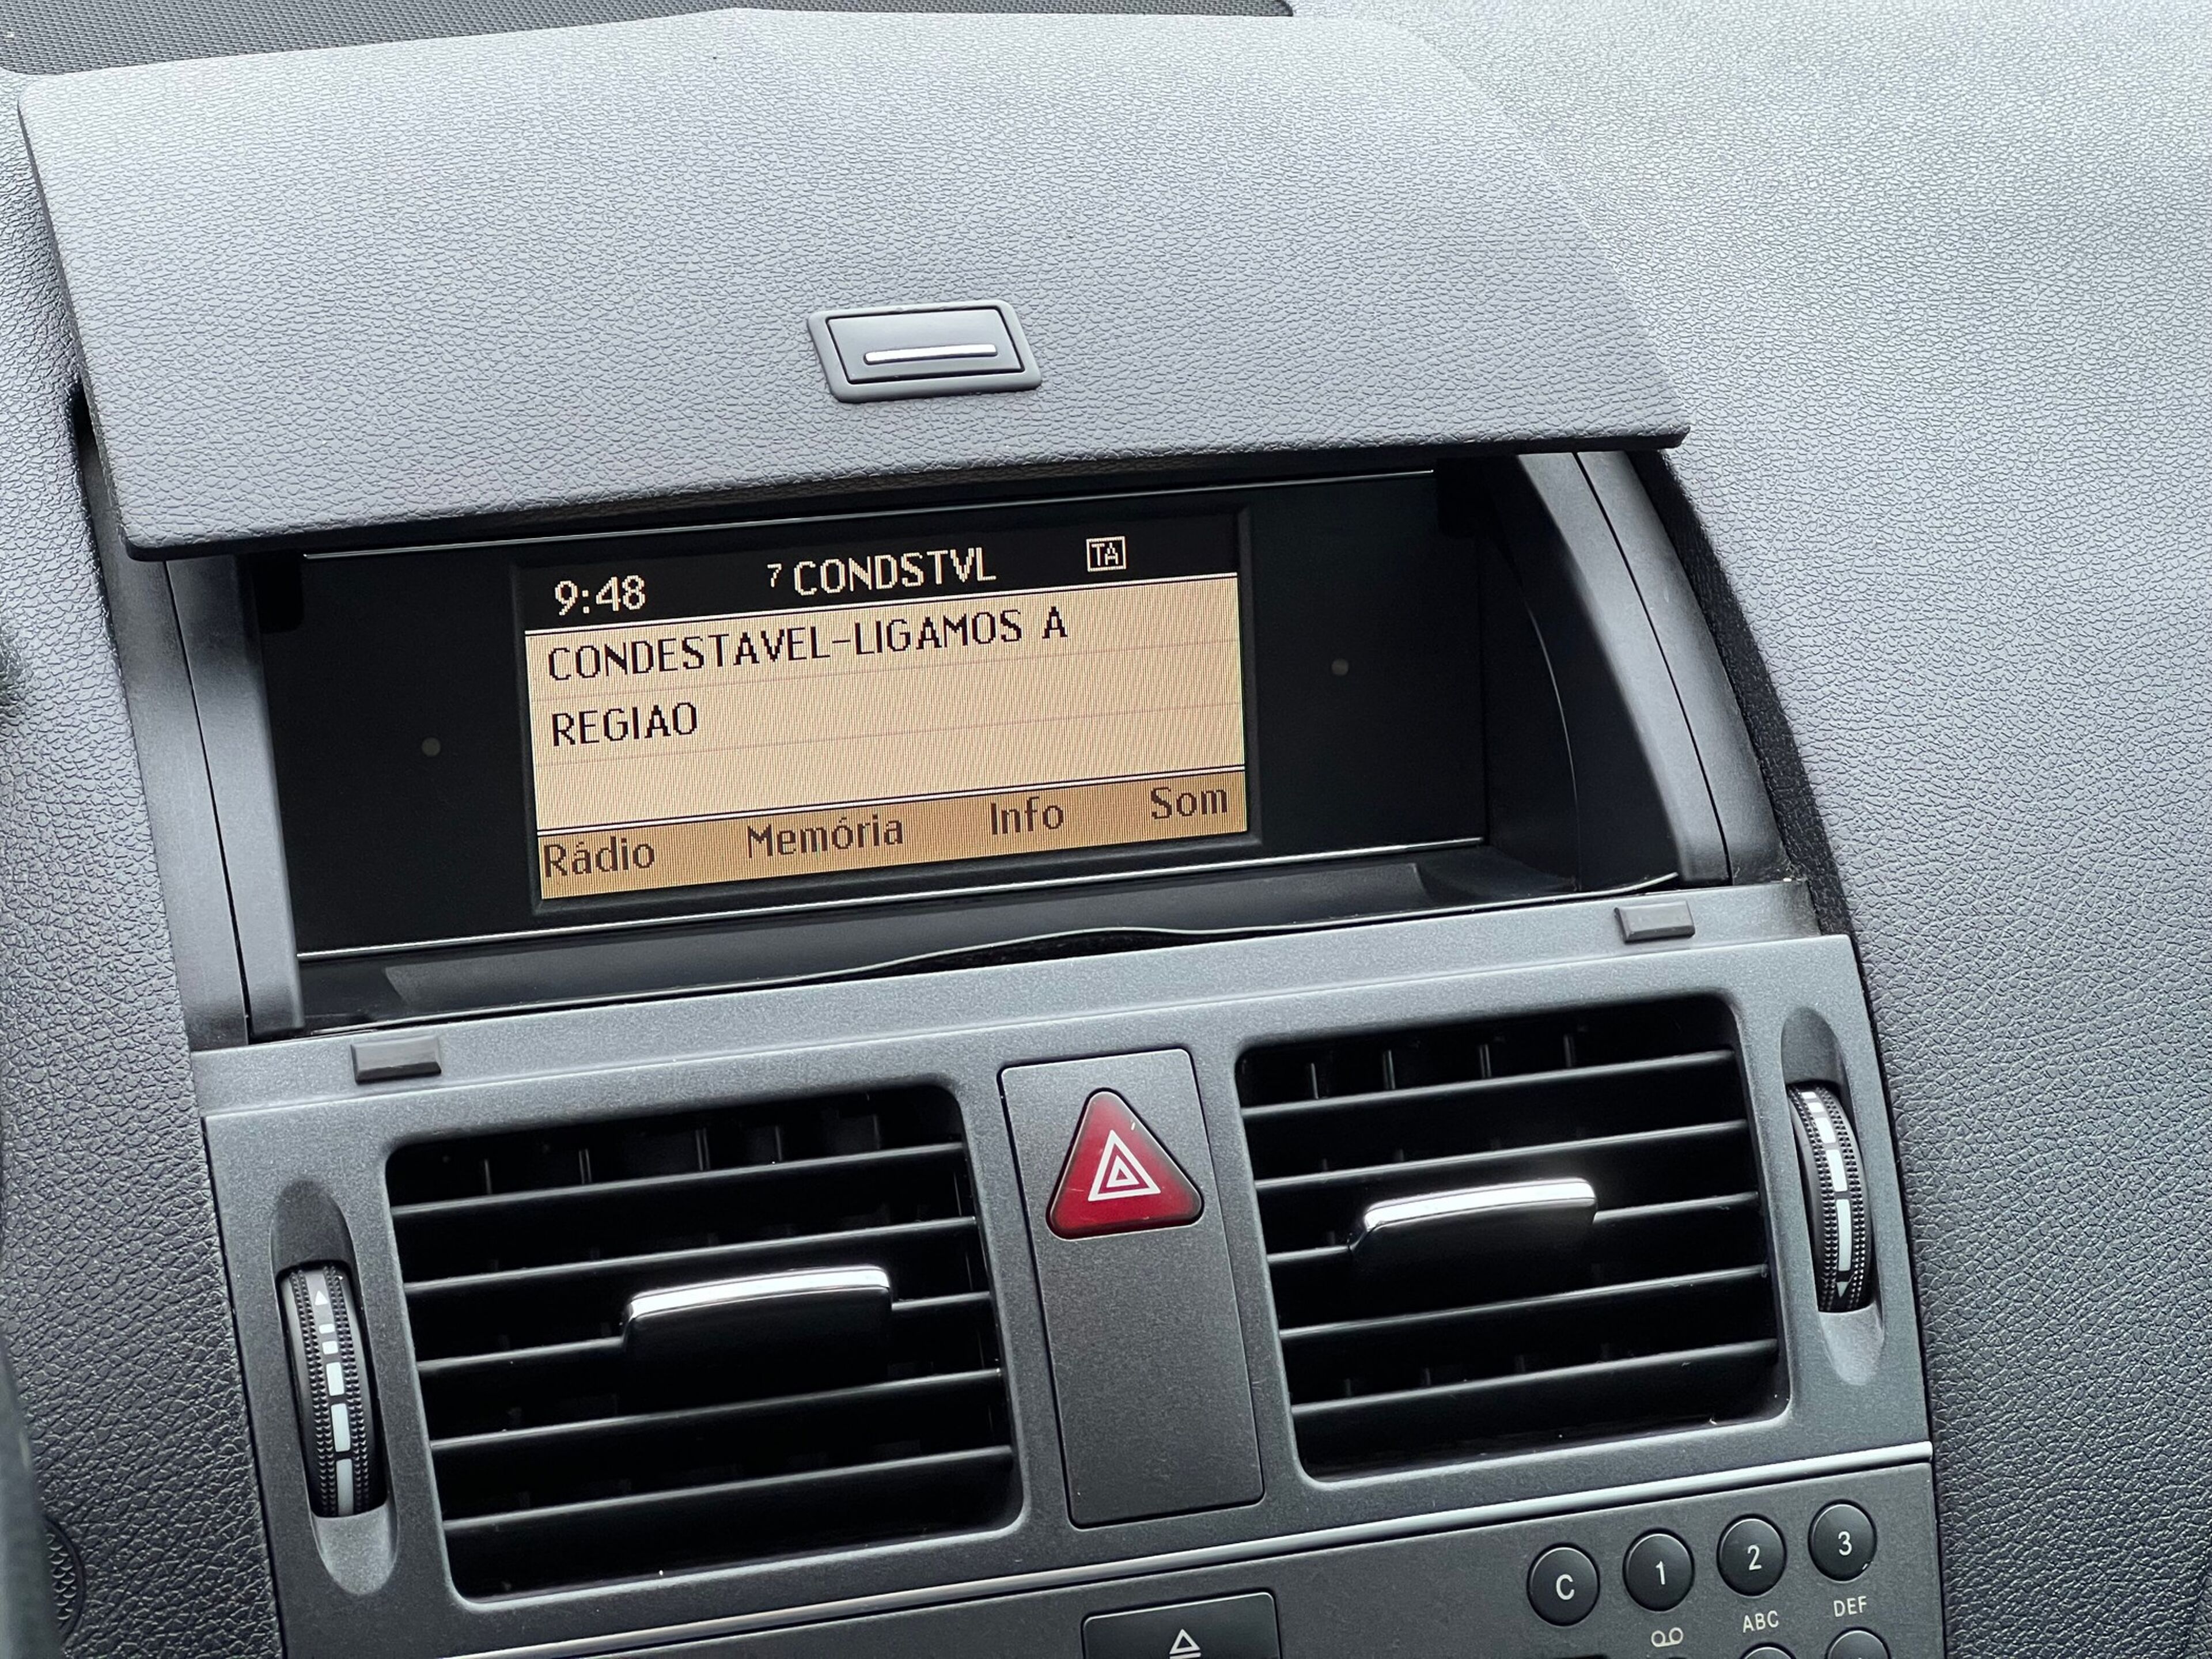 9:48 7 CONDSTVL TA
CONDESTAVEL-LIGAMOS A
REGIAO
Rádio Memória Info Som
C 1 2 3
ABC DEF